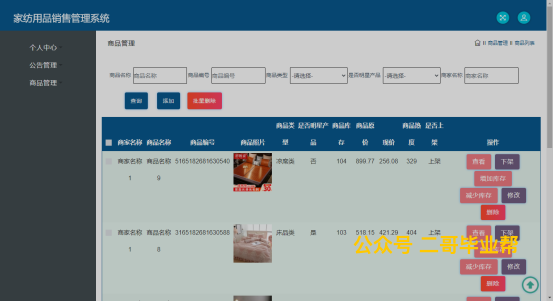 家纺用品销售管理系统
个人中心
公告管理
商品管理
商品管理
商品管理 商品列表
商品名称 商品名称 商品编号 商品编号 商品类型 -请选择- 是否明星产品 -请选择- 商家名称 商家名称
查询 添加 批量删除
商家名称 商品名称 商品编号 商品照片 商品类型 是否明星产品 商品库存 商品原价 现价 商品热度 是否上架 操作
商家名称1 商品名称9 5165182681630540 凉席类 否 104 899.77 256.08 329 上架 查看 下架
增加库存
减少库存 修改
删除
商家名称1 商品名称8 5165182681630588 床品类 是 103 518.15 421.29 404 上架 查看 下架
公众号 二哥毕业帮
减少库存 修改
删除